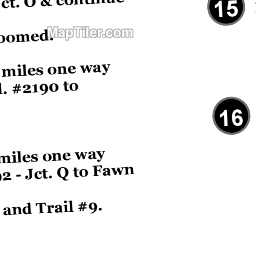 ct. O & continue
15
oomed.
MapTiler.com
miles one way
. #2190 to
16
miles one way
2 - Jct. Q to Fawn
and Trail #9.